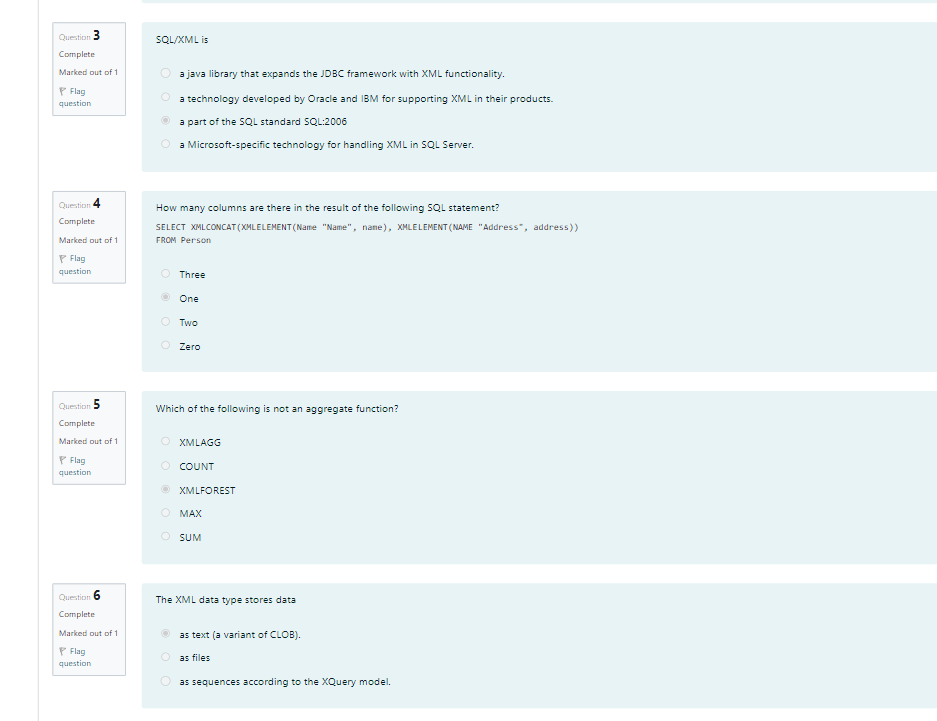 Question 3
Complete
Marked out of 1
Flag
question
SQL/XML is
a java library that expands the JDBC framework with XML functionality.
a technology developed by Oracle and IBM for supporting XML in their products.
a part of the SQL standard SQL:2006
a Microsoft-specific technology for handling XML in SQL Server.
Question 4
Complete
Marked out of 1
Flag
question
How many columns are there in the result of the following SQL statement?
SELECT XMLCONCAT(XMLELEMENT(Name "Name", name), XMLELEMENT(NAME "Address", address))
FROM Person
Three
One
Two
Zero
Question 5
Complete
Marked out of 1
Flag
question
Which of the following is not an aggregate function?
XMLAGG
COUNT
XMLFOREST
MAX
SUM
Question 6
Complete
Marked out of 1
Flag
question
The XML data type stores data
as text (a variant of CLOB).
as files
as sequences according to the XQuery model.